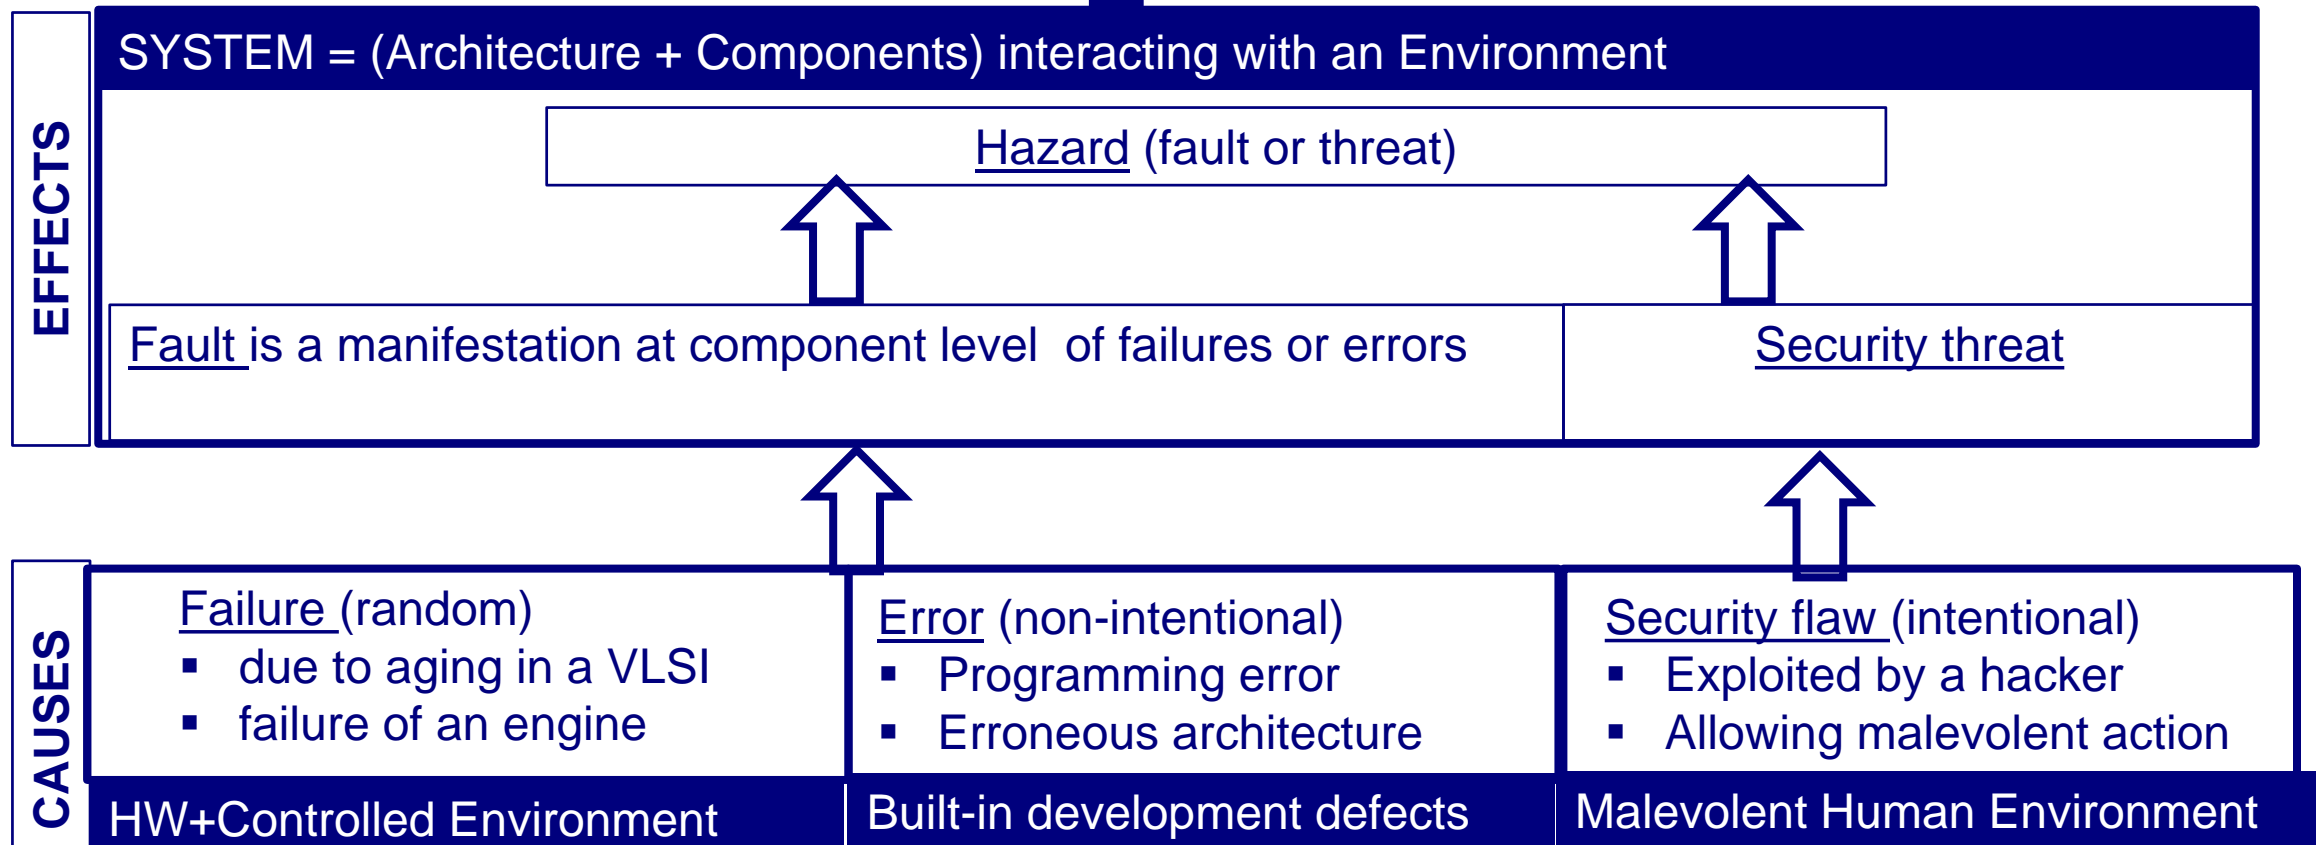 SYSTEM = (Architecture + Components) interacting with an Environment
EFFECTS
Hazard (fault or threat)
Fault is a manifestation at component level of failures or errors
Security threat
CAUSES
Failure (random)
▪ due to aging in a VLSI
▪ failure of an engine
HW+Controlled Environment
Error (non-intentional)
▪ Programming error
▪ Erroneous architecture
Built-in development defects
Security flaw (intentional)
▪ Exploited by a hacker
▪ Allowing malevolent action
Malevolent Human Environment